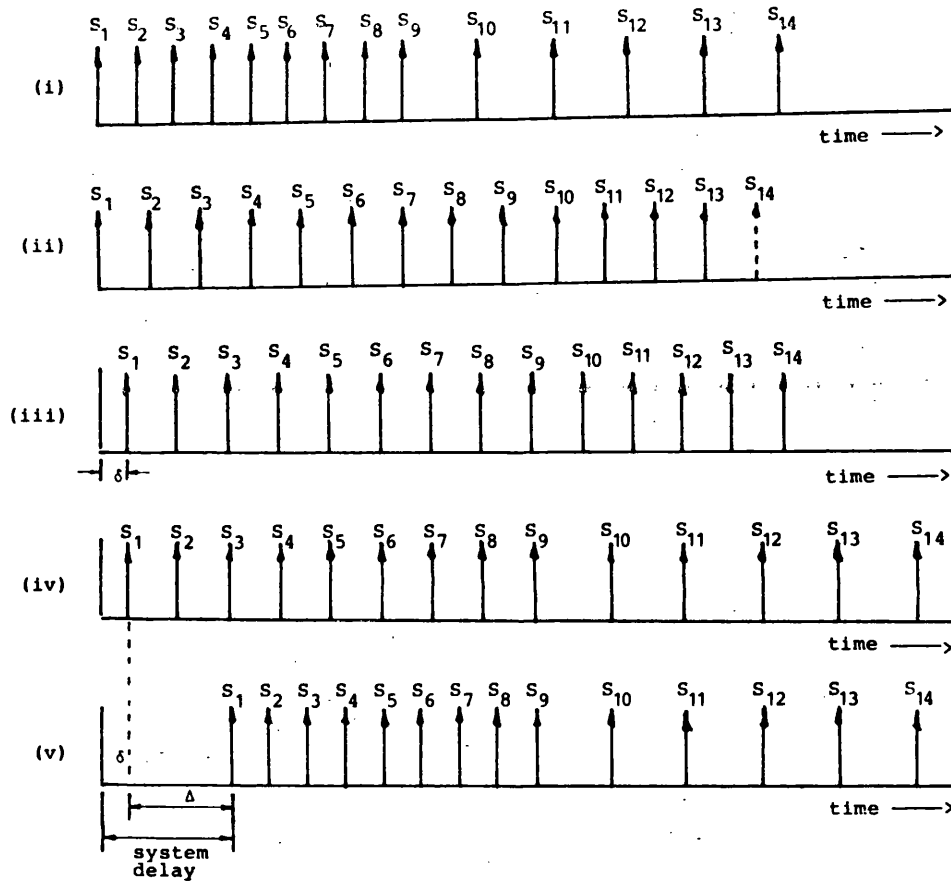 S1 S2 S3 S4 S5 S6 S7 S8 S9 S10 S11 S12 S13 S14
(i)
time
S1 S2 S3 S4 S5 S6 S7 S8 S9 S10 S11 S12 S13 S14
(ii)
time
S1 S2 S3 S4 S5 S6 S7 S8 S9 S10 S11 S12 S13 S14
(iii)
δ
time
S1 S2 S3 S4 S5 S6 S7 S8 S9 S10 S11 S12 S13 S14
(iv)
time
S1 S2 S3 S4 S5 S6 S7 S8 S9 S10 S11 S12 S13 S14
(v)
δ
Δ
time
system
delay